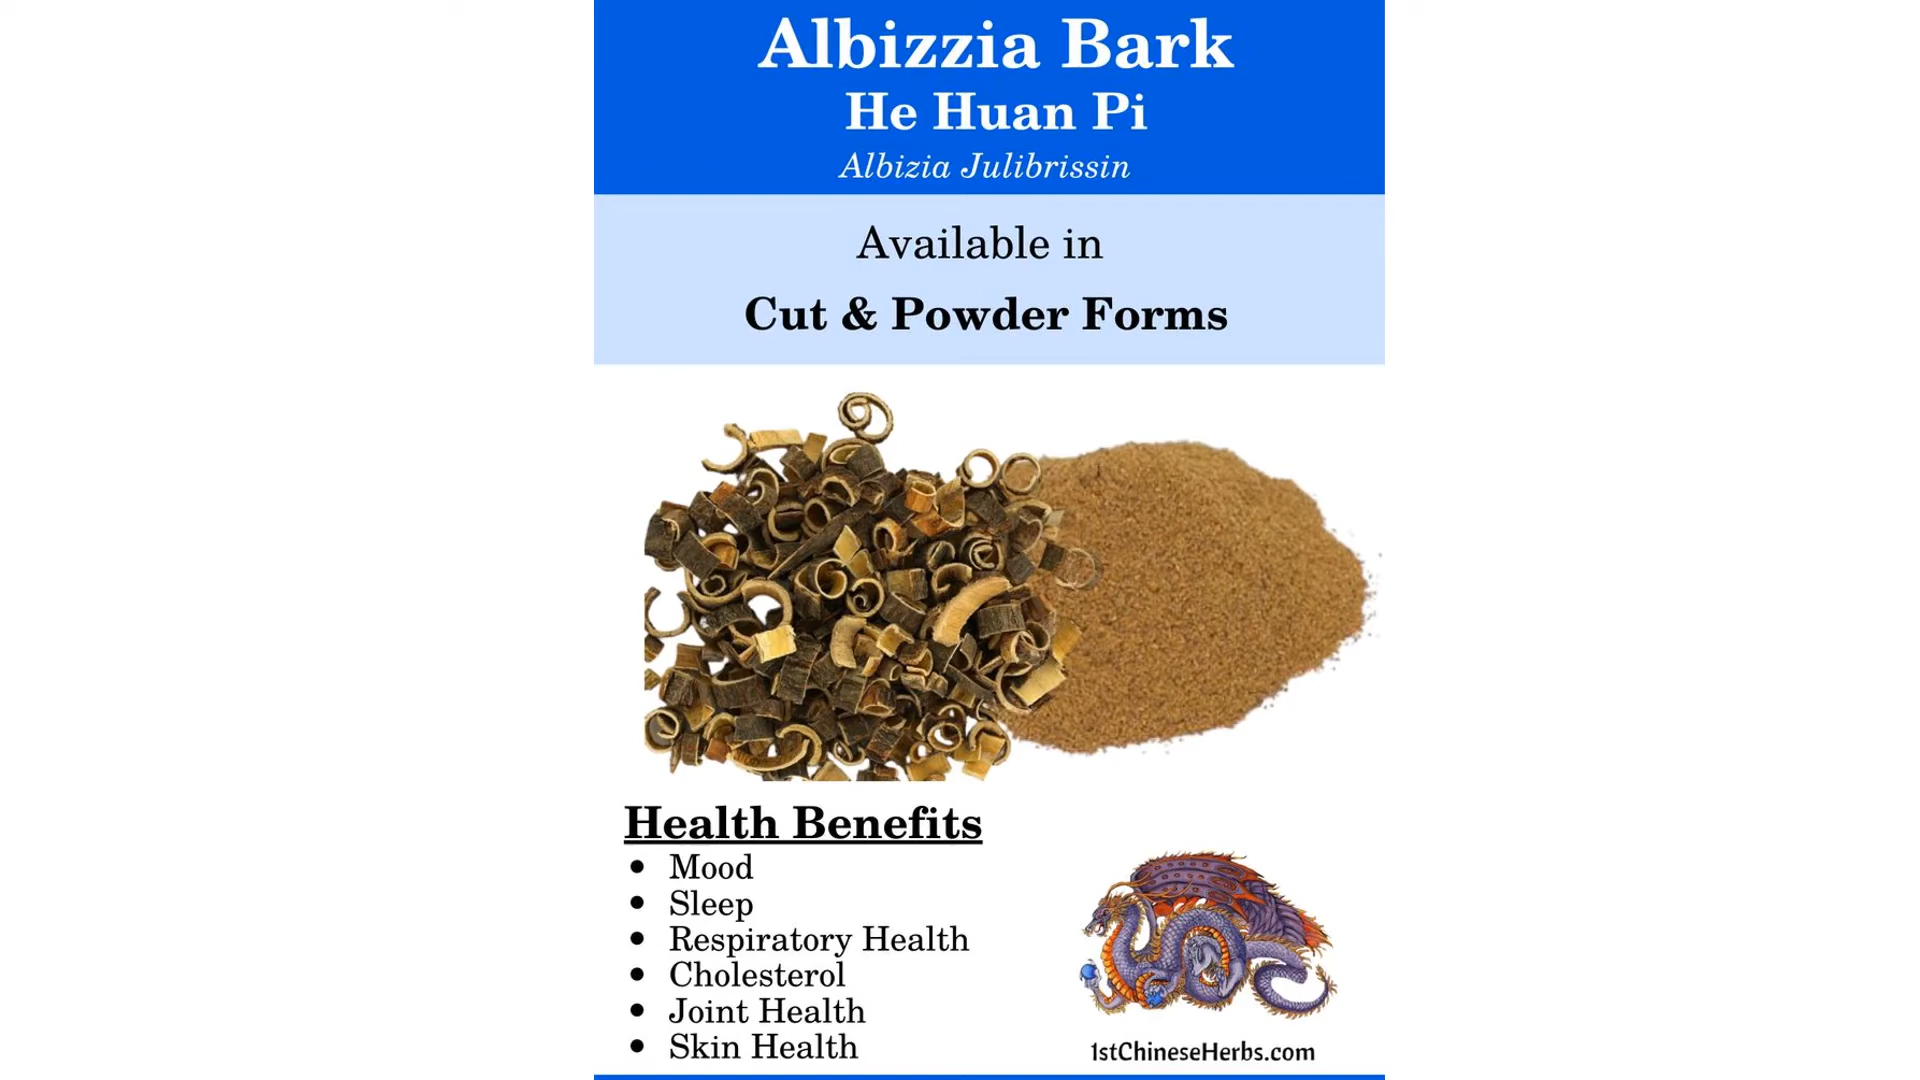 Albizzia Bark
He Huan Pi
Albizia Julibrissin
Available in
Cut & Powder Forms
Health Benefits
• Mood
• Sleep
• Respiratory Health
• Cholesterol
• Joint Health
• Skin Health
1stChineseHerbs.com